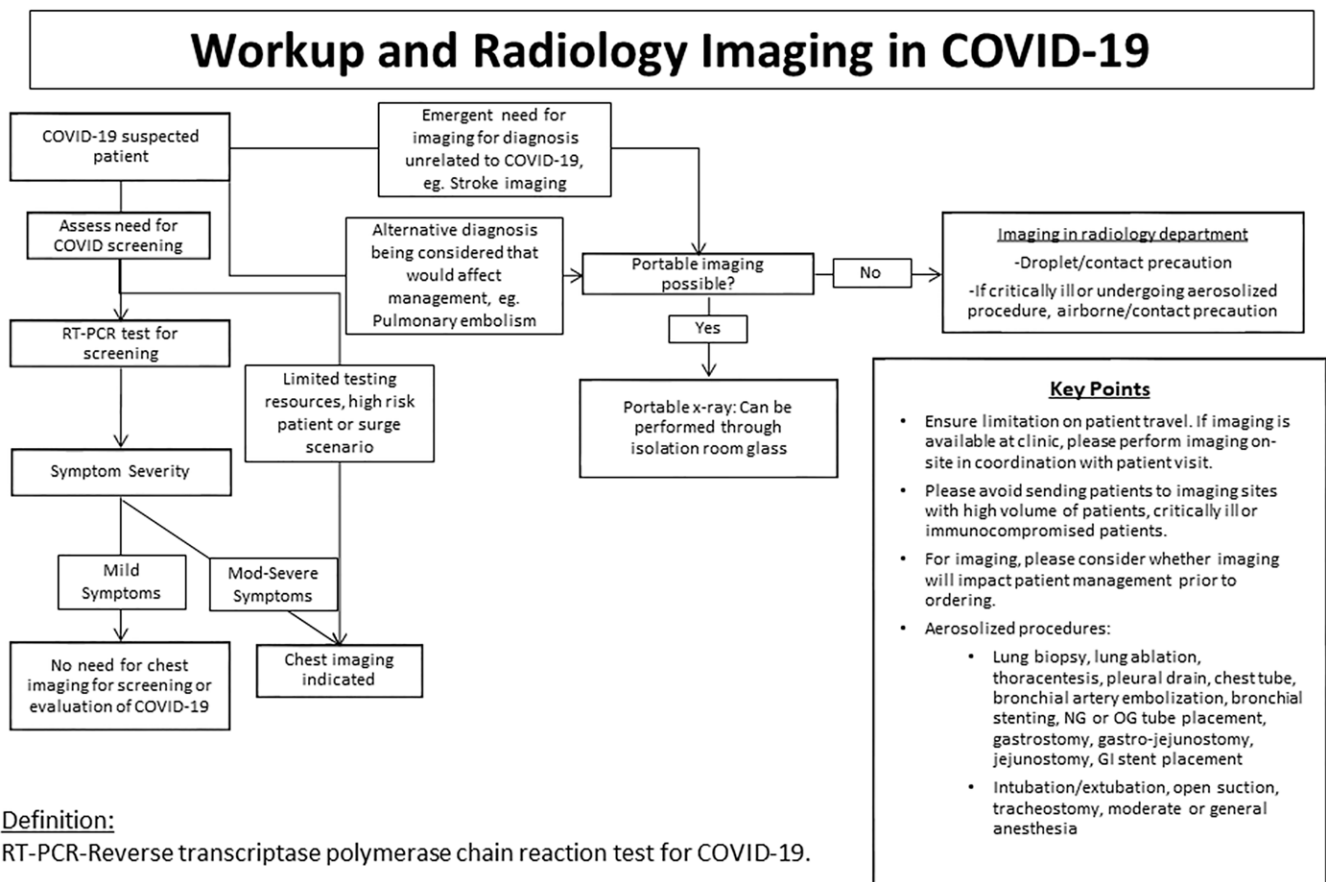 Workup and Radiology Imaging in COVID-19
COVID-19 suspected
patient
Emergent need for
imaging for diagnosis
unrelated to COVID-19,
eg. Stroke imaging
Assess need for
COVID screening
Alternative diagnosis
being considered that
would affect
management, eg.
Pulmonary embolism
Portable imaging
possible?
No
Imaging in radiology department
-Droplet/contact precaution
-If critically ill or undergoing aerosolized
procedure, airborne/contact precaution
Yes
RT-PCR test for
screening
Limited testing
resources, high risk
patient or surge
scenario
Portable x-ray: Can be
performed through
isolation room glass
Symptom Severity
Mild
Symptoms
Mod-Severe
Symptoms
No need for chest
imaging for screening or
evaluation of COVID-19
Chest imaging
indicated
Key Points
• Ensure limitation on patient travel. If imaging is
available at clinic, please perform imaging on-
site in coordination with patient visit.
• Please avoid sending patients to imaging sites
with high volume of patients, critically ill or
immunocompromised patients.
• For imaging, please consider whether imaging
will impact patient management prior to
ordering.
• Aerosolized procedures:
• Lung biopsy, lung ablation,
thoracentesis, pleural drain, chest tube,
bronchial artery embolization, bronchial
stenting, NG or OG tube placement,
gastrostomy, gastro-jejunostomy,
jejunostomy, GI stent placement
• Intubation/extubation, open suction,
tracheostomy, moderate or general
anesthesia
Definition:
RT-PCR-Reverse transcriptase polymerase chain reaction test for COVID-19.